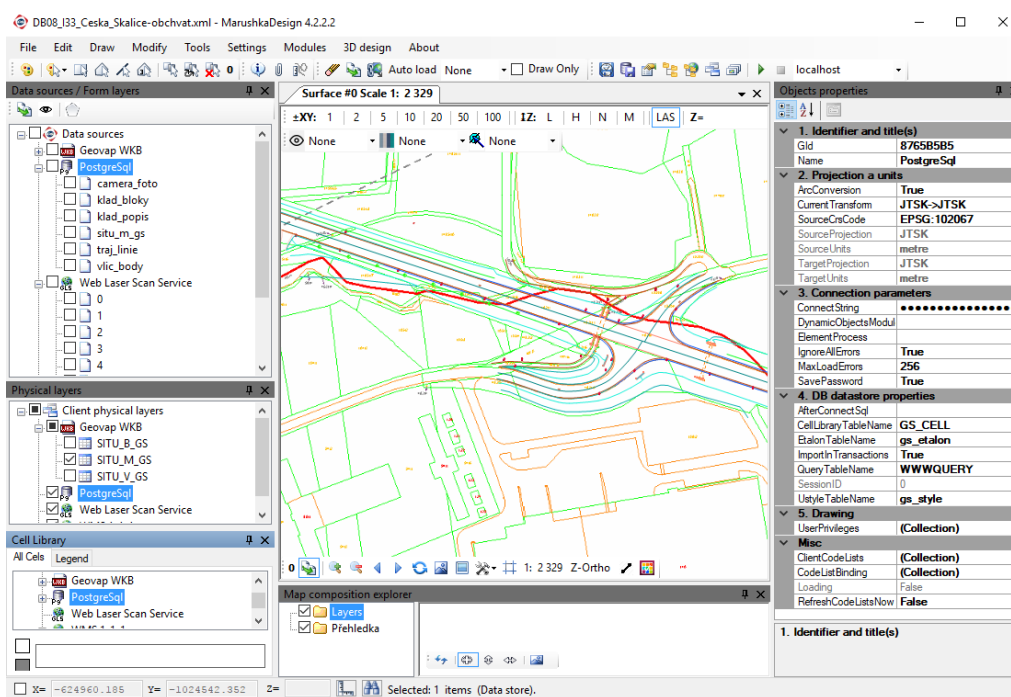 DB08_I33_Ceska_Skalice-obchvat.xml - MarushkaDesign 4.2.2.2
File Edit Draw Modify Tools Settings Modules 3D design About
0 Auto load None Draw Only localhost
Data sources / Form layers
Data sources
Geovap WKB
PostgreSql
camera_foto
klad_bloky
klad_popis
situ_m_gs
traj_linie
vlic_body
Web Laser Scan Service
0
1
2
3
4
Physical layers
Client physical layers
Geovap WKB
SITU_B_GS
SITU_M_GS
SITU_V_GS
PostgreSql
Web Laser Scan Service
Cell Library
All Cels Legend
Geovap WKB
PostgreSql
Web Laser Scan Service
WMS 1.1.1
Surface #0 Scale 1: 2 329
±XY: 1 2 5 10 20 50 100 IZ: L H N M LAS Z=
None None None
0 1: 2 329 Z-Ortho
Map composition explorer
Layers
Přehledka
Objects properties
1. Identifier and title(s)
GId 8765B5B5
Name PostgreSql
2. Projection a units
ArcConversion True
CurrentTransform JTSK->JTSK
SourceCrsCode EPSG:102067
SourceProjection JTSK
SourceUnits metre
TargetProjection JTSK
TargetUnits metre
3. Connection parameters
ConnectString ●●●●●●●●●●●●●●●
DynamicObjectsModul
ElementProcess
IgnoreAllErrors True
MaxLoadErrors 256
SavePassword True
4. DB datastore properties
AfterConnectSql
CellLibraryTableName GS_CELL
EtalonTableName gs_etalon
ImportInTransactions True
QueryTableName WWWQUERY
SessionID 0
UstyleTableName gs_style
5. Drawing
UserPrivileges (Collection)
Misc
ClientCodeLists (Collection)
CodeListBinding (Collection)
Loading False
RefreshCodeListsNow False
1. Identifier and title(s)
X= -624960.185 Y= -1024542.352 Z= Selected: 1 items (Data store).